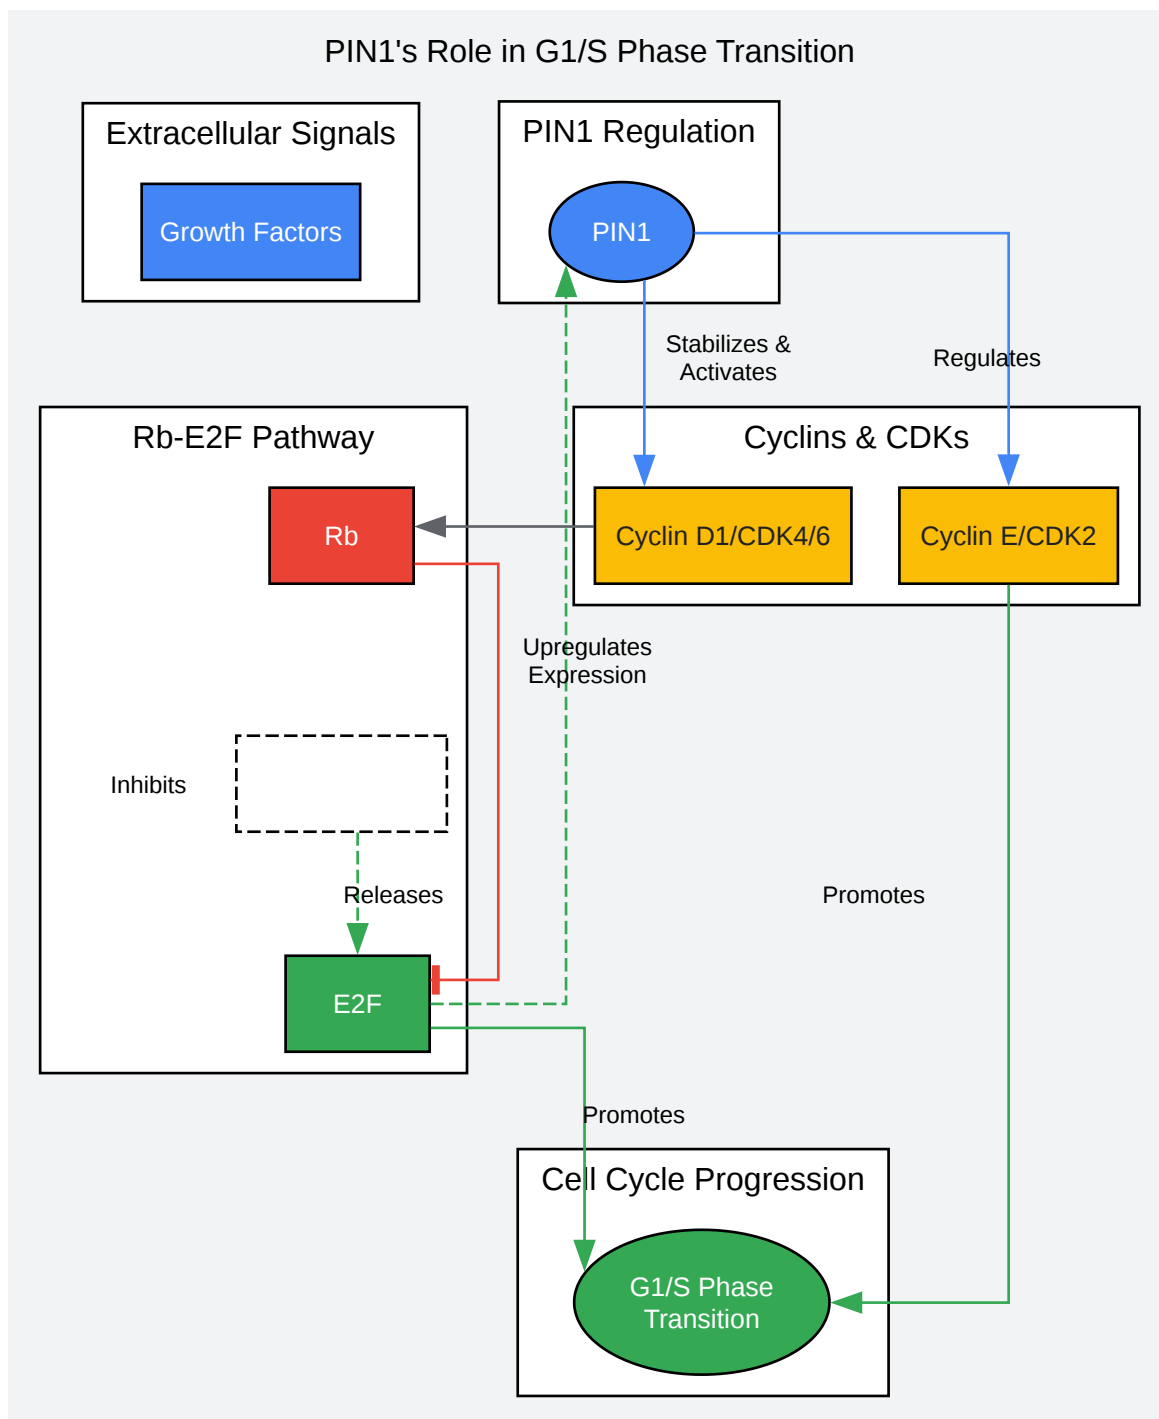 PIN1's Role in G1/S Phase Transition
Extracellular Signals
Growth Factors
PIN1 Regulation
PIN1
Stabilizes &
Activates
Regulates
Rb-E2F Pathway
Rb
Cyclins & CDKs
Cyclin D1/CDK4/6
Cyclin E/CDK2
Upregulates
Expression
Inhibits
Releases
Promotes
E2F
Promotes
Cell Cycle Progression
G1/S Phase
Transition